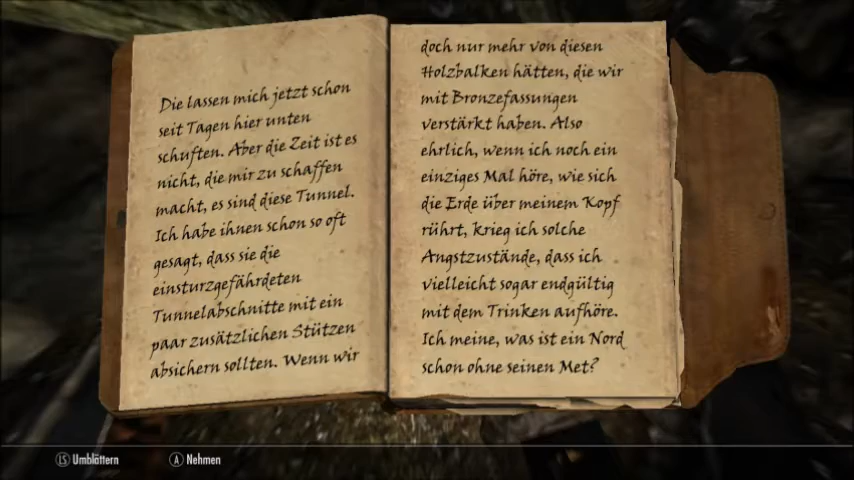 Die lassen mich jetzt schon
seit Tagen hier unten
schuften. Aber die Zeit ist es
nicht, die mir zu schaffen
macht, es sind diese Tunnel.
Ich habe ihnen schon so oft
gesagt, dass sie die
einsturzgefährdeten
Tunnelabschnitte mit ein
paar zusätzlichen Stützen
absichern sollten. Wenn wir
doch nur mehr von diesen
Holzbalken hätten, die wir
mit Bronzefassungen
verstärkt haben. Also
ehrlich, wenn ich noch ein
einziges Mal höre, wie sich
die Erde über meinem Kopf
rührt, krieg ich solche
Angstzustände, dass ich
vielleicht sogar endgültig
mit dem Trinken aufhöre.
Ich meine, was ist ein Nord
schon ohne seinen Met?
LS Umblättern
A Nehmen